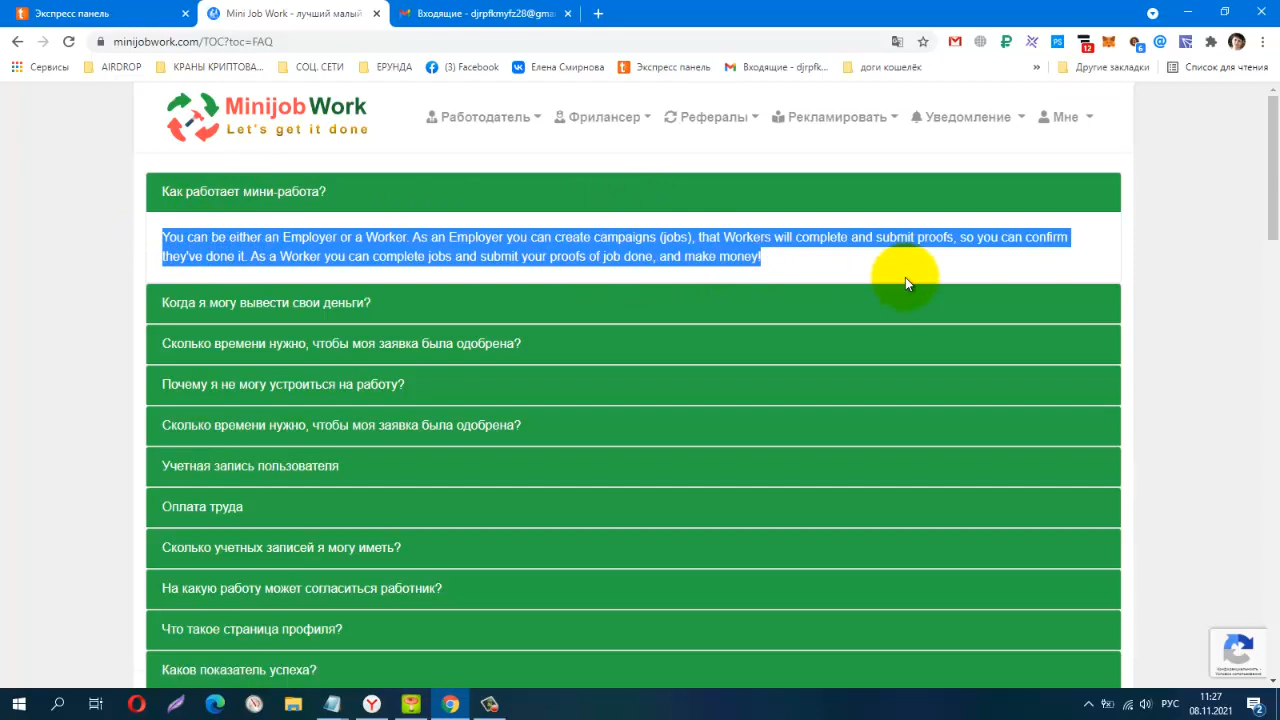 Экспресс панель
Mini Job Work - лучший малый
Входящие - djrpfkmyfz28@gma
minijobwork.com/TOC?toc=FAQ
Сервисы
AIRDROP
КРАНЫ КРИПТОВА...
СОЦ. СЕТИ
ЕРУНДА
(3) Facebook
Елена Смирнова
Экспресс панель
Входящие - djrpfk...
доги кошелёк
»
Другие закладки
Список для чтения
PS
12
6
Minijob Work
Let's get it done
Работодатель
Фрилансер
Рефералы
Рекламировать
Уведомление
Мне
Как работает мини-работа?
You can be either an Employer or a Worker. As an Employer you can create campaigns (jobs), that Workers will complete and submit proofs, so you can confirm
they've done it. As a Worker you can complete jobs and submit your proofs of job done, and make money!
Когда я могу вывести свои деньги?
Сколько времени нужно, чтобы моя заявка была одобрена?
Почему я не могу устроиться на работу?
Сколько времени нужно, чтобы моя заявка была одобрена?
Учетная запись пользователя
Оплата труда
Сколько учетных записей я могу иметь?
На какую работу может согласиться работник?
Что такое страница профиля?
Каков показатель успеха?
РУС
11:27
08.11.2021
2